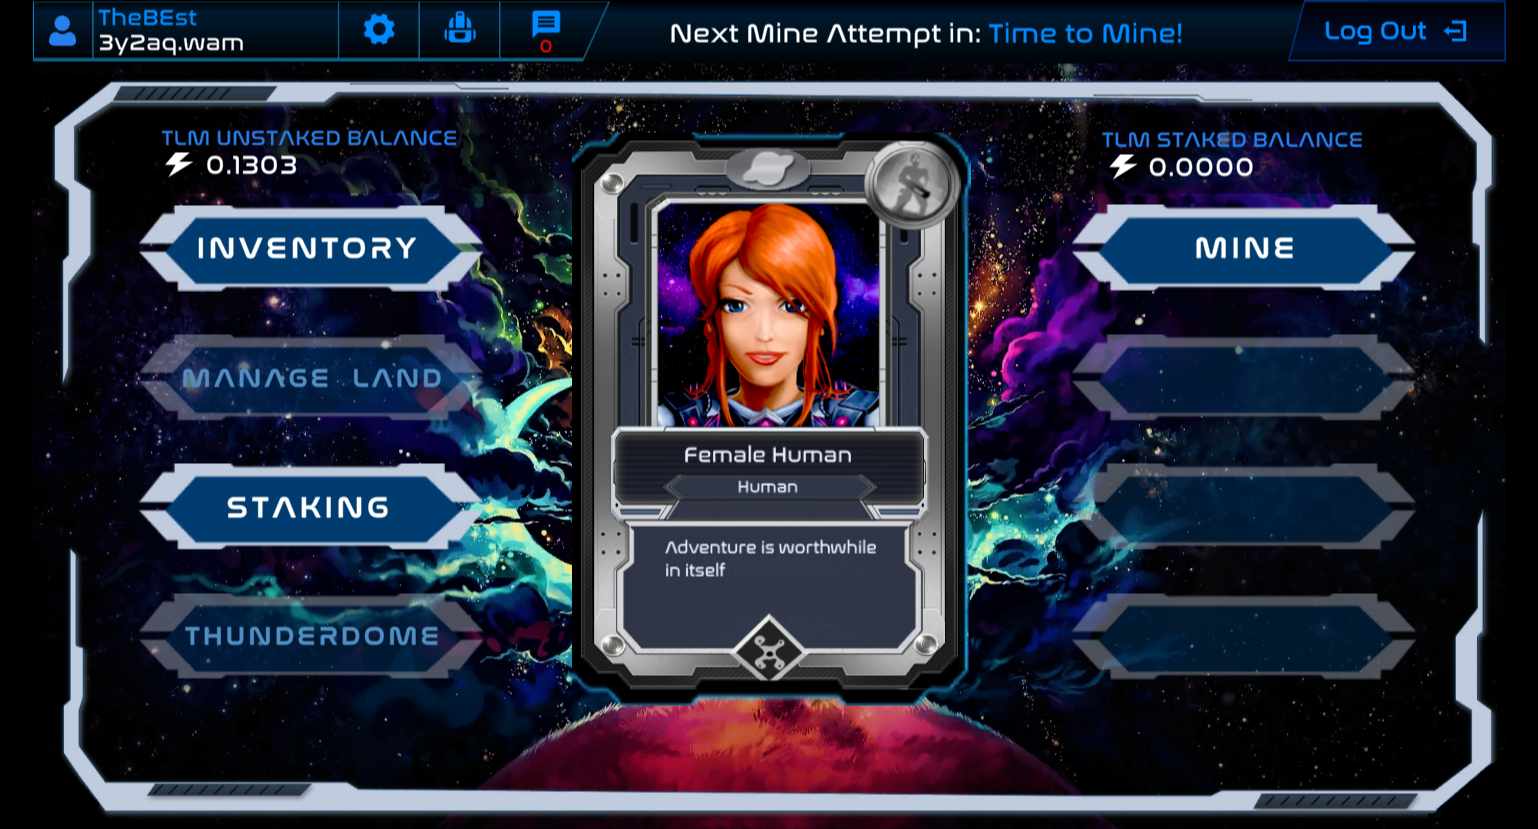 TheBEst
3y2aq.wam
0
Next Mine Attempt in: Time to Mine!
Log Out
TLM UNSTAKED BALANCE
0.1303
TLM STAKED BALANCE
0.0000
INVENTORY
MANAGE LAND
STAKING
THUNDERDOME
Female Human
Human
Adventure is worthwhile
in itself
MINE